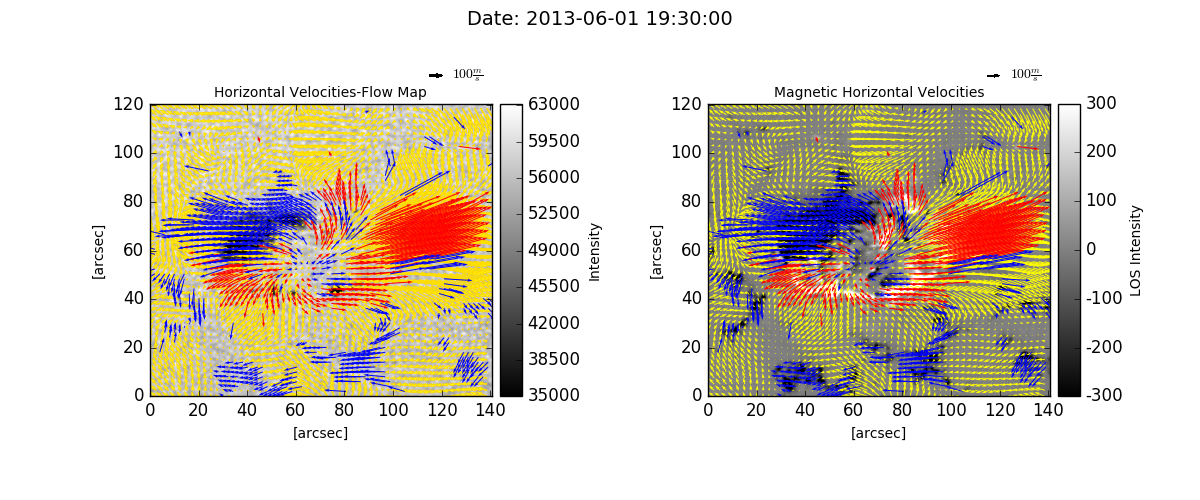 Date: 2013-06-01 19:30:00
100 m/s
Horizontal Velocities-Flow Map
120
100
80
60
40
20
0
0 20 40 60 80 100 120 140
[arcsec]
[arcsec]
63000
59500
56000
52500
49000
45500
42000
38500
35000
Intensity
100 m/s
Magnetic Horizontal Velocities
120
100
80
60
40
20
0
0 20 40 60 80 100 120 140
[arcsec]
[arcsec]
300
200
100
0
-100
-200
-300
LOS Intensity